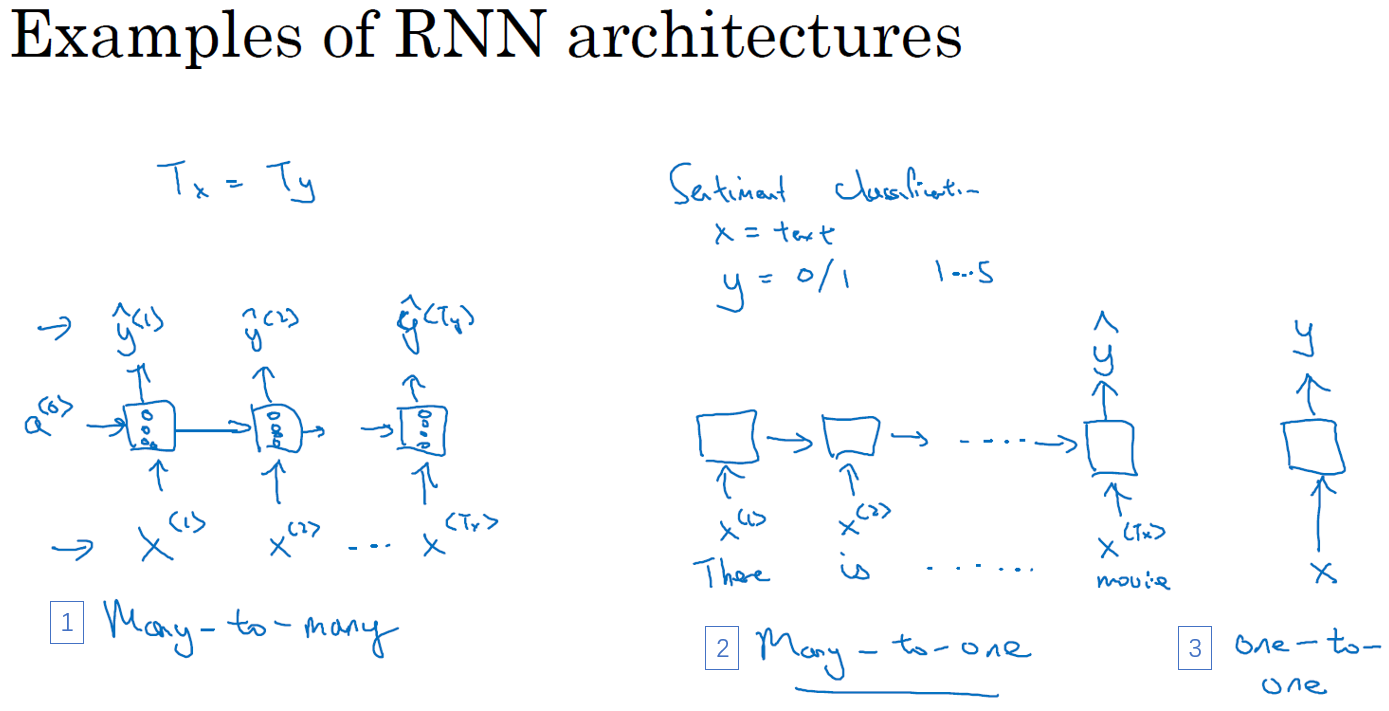 Examples of RNN architectures
Tx = Ty
→ ŷ<1> ŷ<2> ŷ<Ty>
a<0>
→ x<1> x<2> ... x<Tx>
1 Many-to-many
Sentiment classification
x = text
y = 0/1 1...5
ŷ
x<1> x<2> ...... x<Tx>
There is ...... movie
2 Many-to-one
y
x
3 one-to-
one